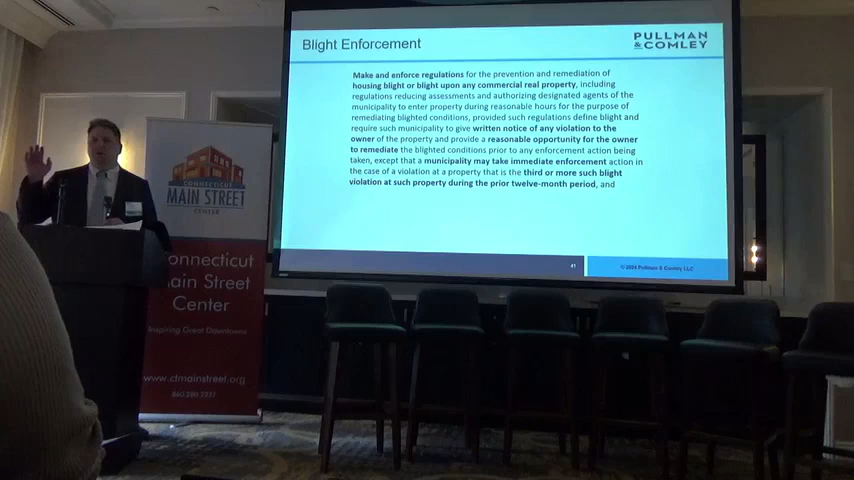 Blight Enforcement
PULLMAN
& COMLEY
Make and enforce regulations for the prevention and remediation of
housing blight or blight upon any commercial real property, including
regulations reducing assessments and authorizing designated agents of the
municipality to enter property during reasonable hours for the purpose of
remediating blighted conditions, provided such regulations define blight and
require such municipality to give written notice of any violation to the
owner of the property and provide a reasonable opportunity for the owner
to remediate the blighted conditions prior to any enforcement action being
taken, except that a municipality may take immediate enforcement action in
the case of a violation at a property that is the third or more such blight
violation at such property during the prior twelve-month period, and
41
© 2024 Pullman & Comley LLC
CONNECTICUT
MAIN STREET
CENTER
onnecticut
ain Street
Center
Inspiring Great Downtowns
www.ctmainstreet.org
860.280.2337